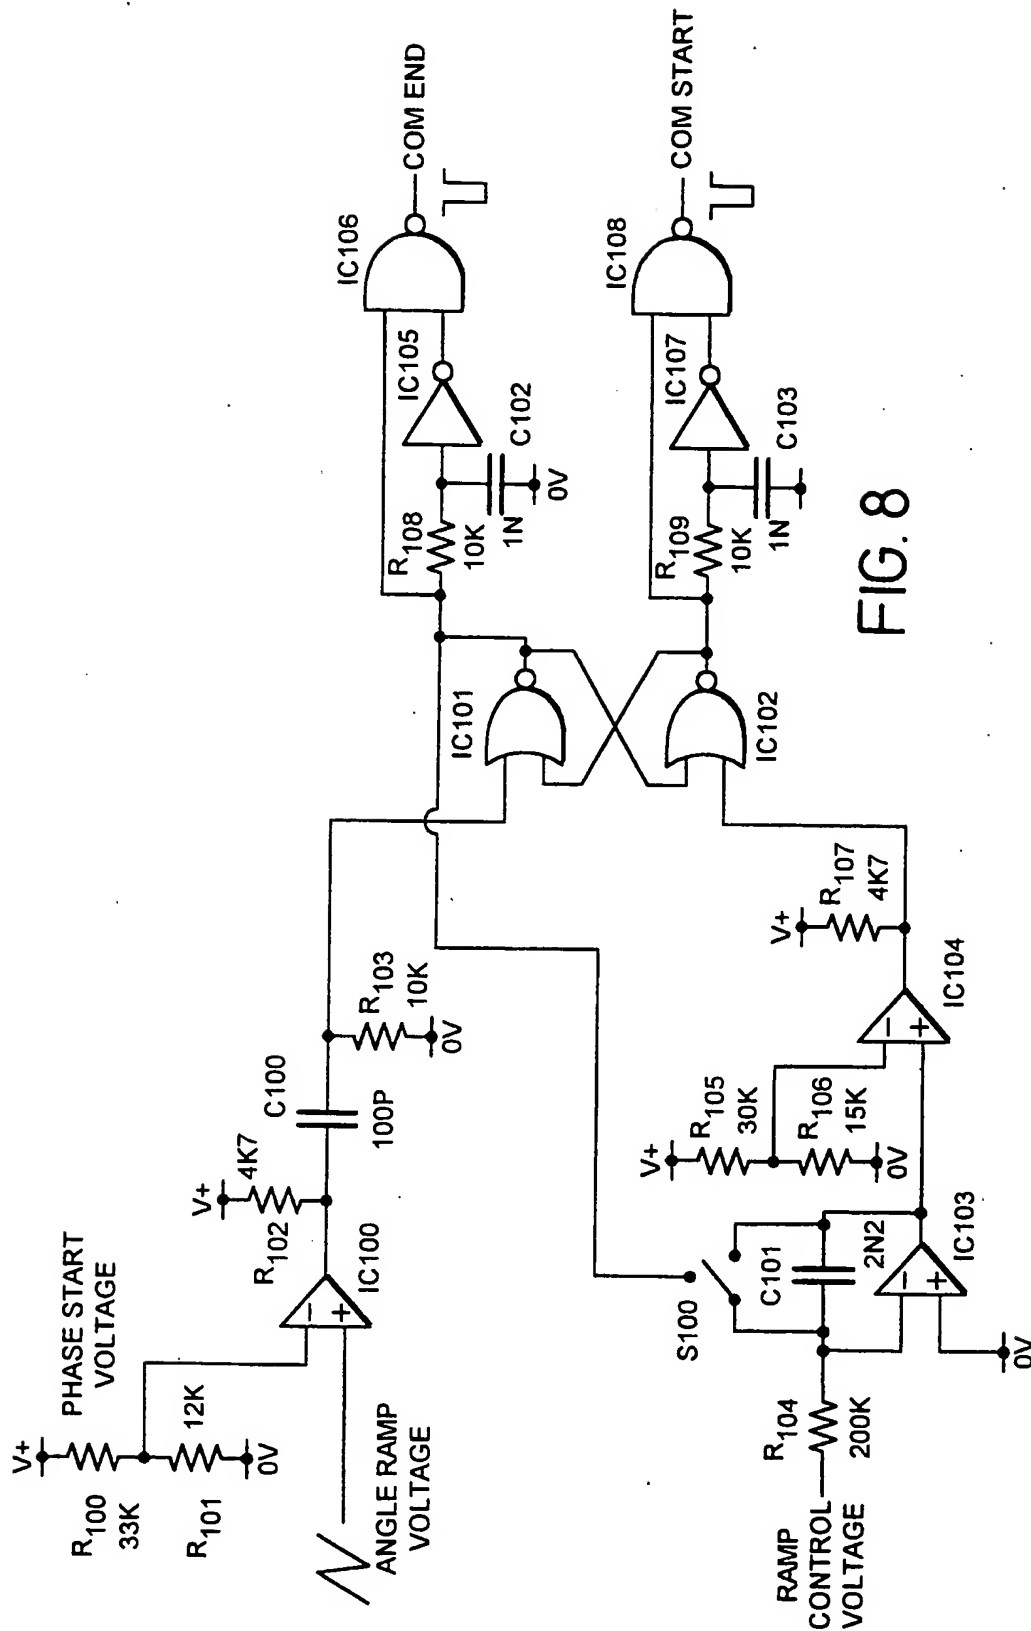 V+
PHASE START
VOLTAGE
R100
33K
12K
R101
0V
ANGLE RAMP
VOLTAGE
IC100
V+
R102
4K7
C100
100P
R103
10K
0V
IC101
IC102
R108
10K
1N
C102
0V
IC105
IC106
COM END
R109
10K
1N
C103
IC107
IC108
COM START
RAMP
CONTROL
VOLTAGE
R104
200K
S100
C101
2N2
IC103
0V
V+
R105
30K
R106
15K
0V
IC104
V+
R107
4K7
FIG. 8